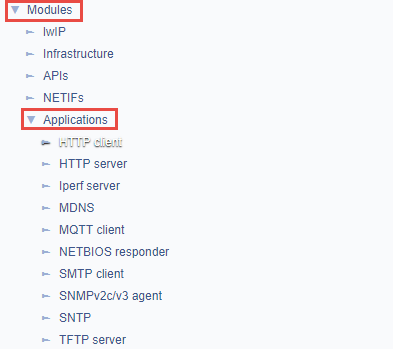 Modules
lwIP
Infrastructure
APIs
NETIFs
Applications
HTTP client
HTTP server
Iperf server
MDNS
MQTT client
NETBIOS responder
SMTP client
SNMPv2c/v3 agent
SNTP
TFTP server